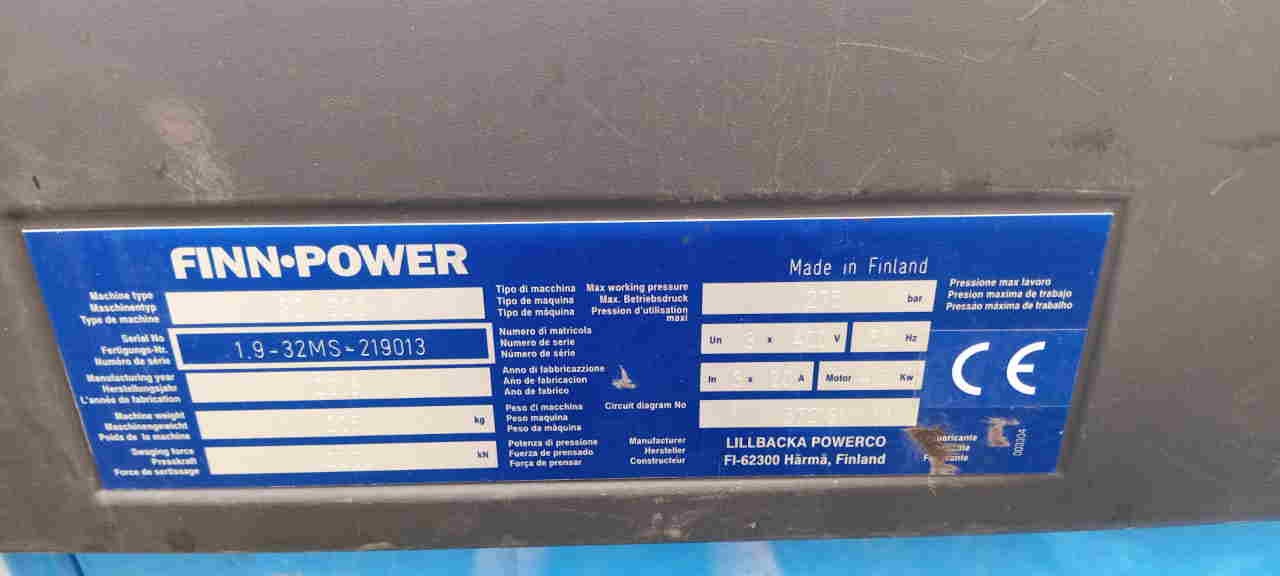 FINN·POWER
Made in Finland
Machine type
Maschinentyp
Type de machine
Tipo di macchina
Tipo de maquina
Tipo de máquina
Max working pressure
Max. Betriebsdruck
Pression d'utilisation
maxi
bar
Pressione max lavoro
Presion maxima de trabajo
Pressão máxima de trabalho
Serial No
Fertigungs-Nr.
Numéro de série
1.9-32MS-219013
Numero di matricola
Numero de serie
Número de série
Un 3 x V
Hz
Manufacturing year
Herstellungsjahr
L'année de fabrication
Anno di fabbricazzione
Ano de fabricacion
Ano de fabrico
In 3 x A
Motor Kw
CE
Machine weight
Maschinengewicht
Poids de la machine
kg
Peso di macchina
Peso maquina
Peso da máquina
Circuit diagram No
Swaging force
Presskraft
Force de sertissage
kN
Potenza di pressione
Fuerza de prensado
Força de prensar
Manufacturer
Hersteller
Constructeur
LILLBACKA POWERCO
FI-62300 Härmä, Finland
003204